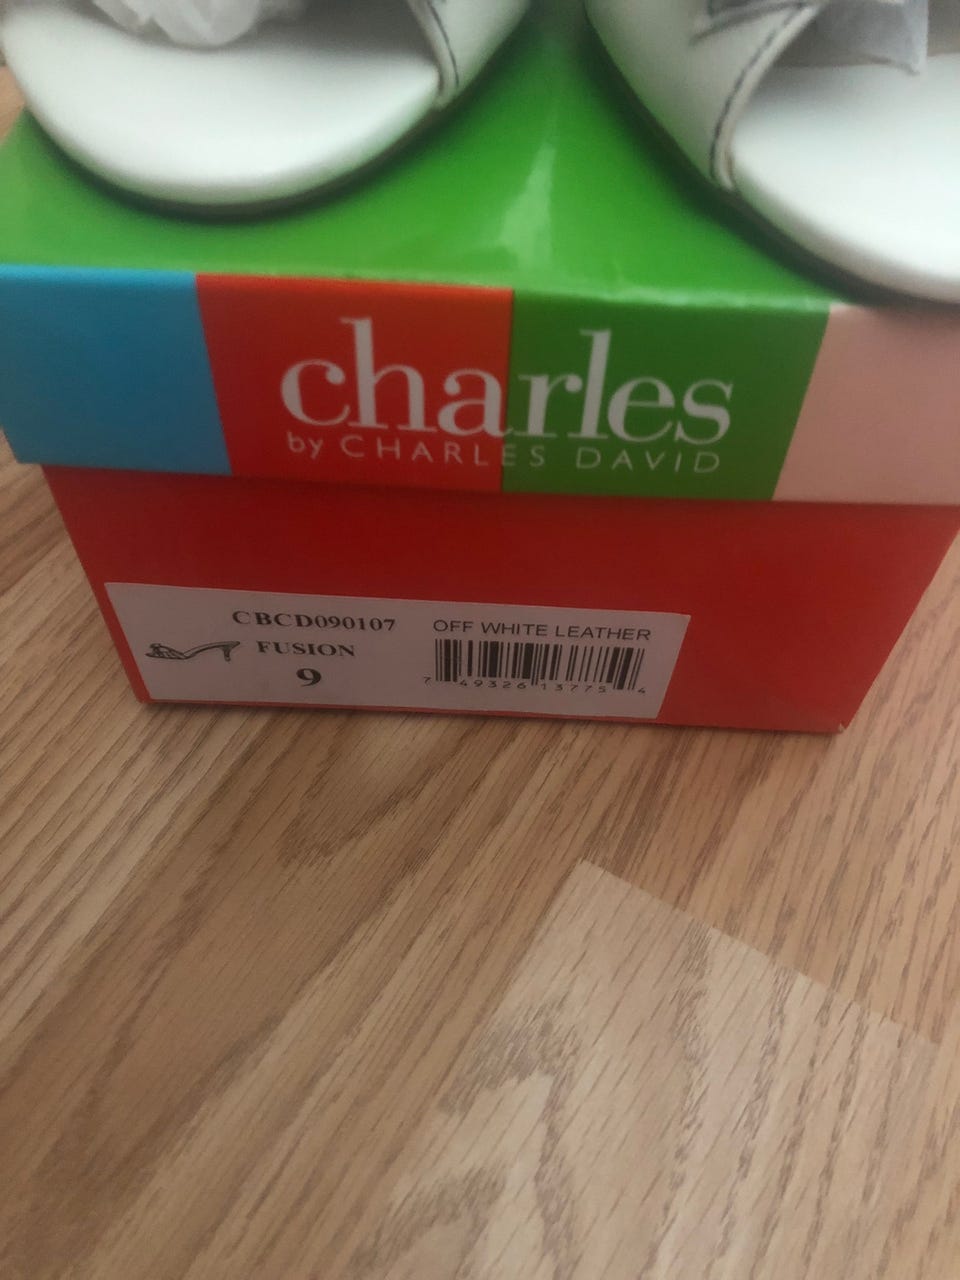 charles
by CHARLES DAVID
CBCD090107
FUSION
9
OFF WHITE LEATHER
7 49326 13775 4